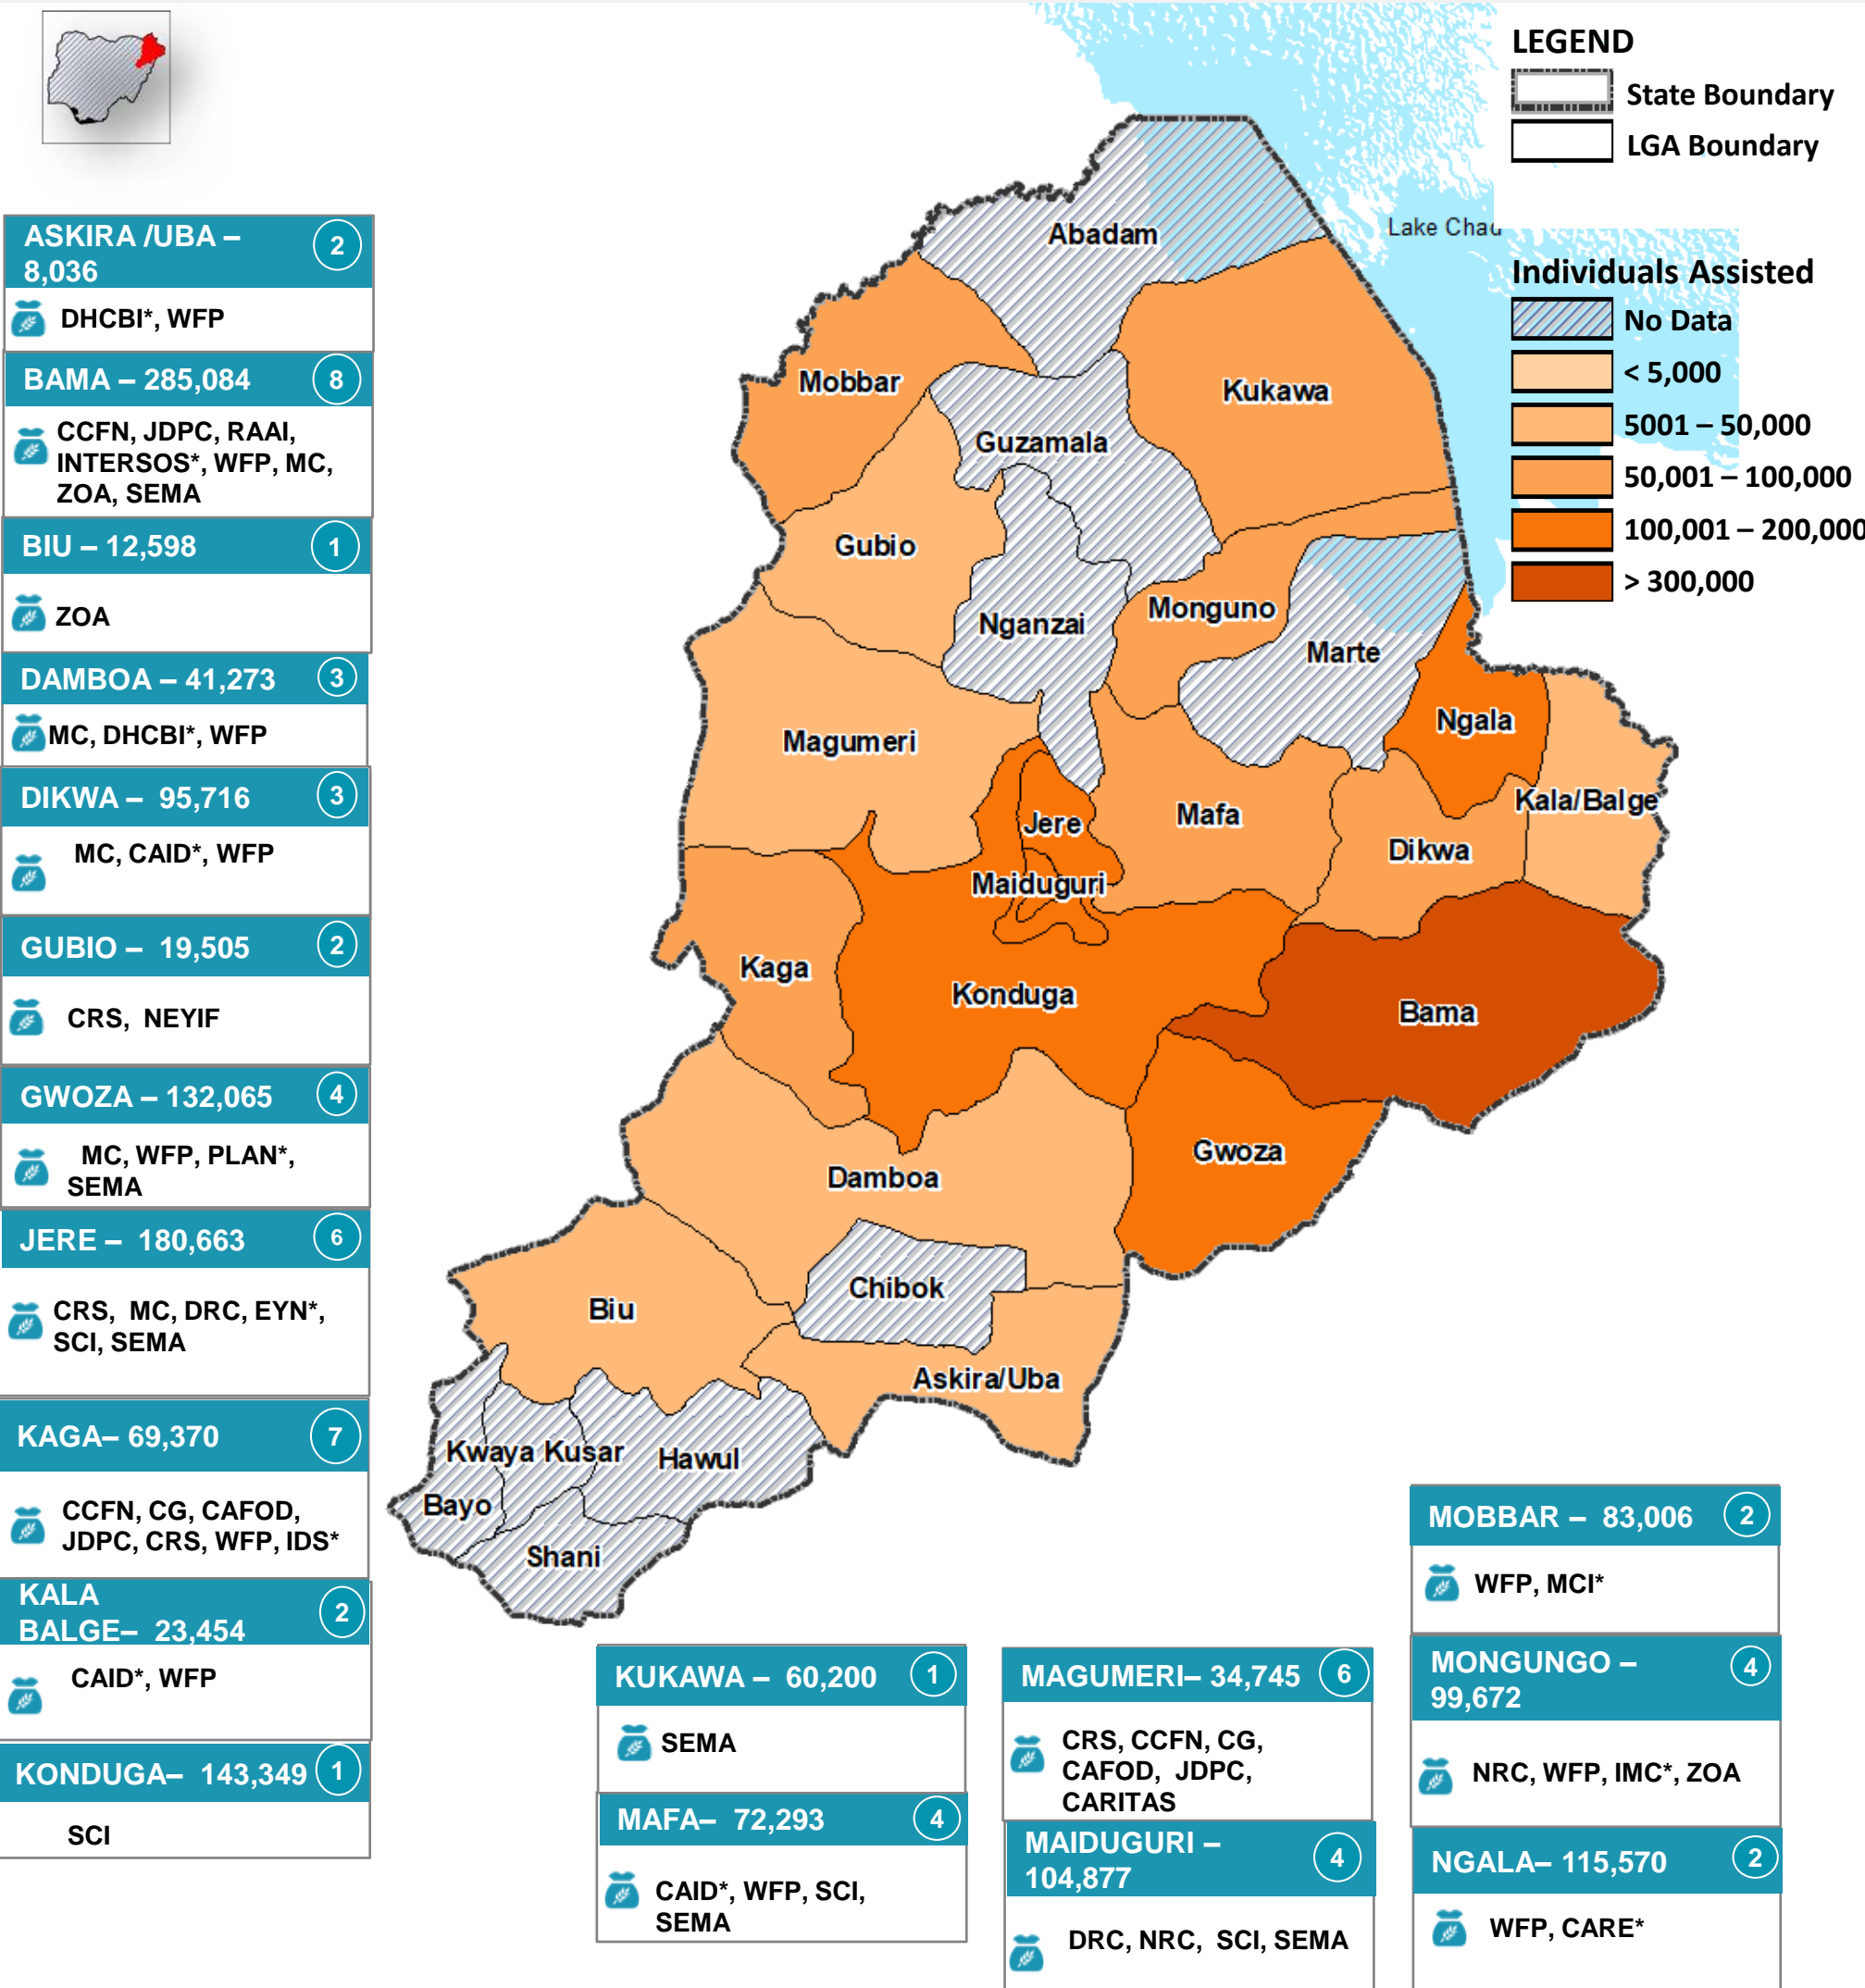 ASKIRA /UBA –
8,036
2
DHCBI*, WFP
BAMA – 285,084
8
CCFN, JDPC, RAAI,
INTERSOS*, WFP, MC,
ZOA, SEMA
BIU – 12,598
1
ZOA
DAMBOA – 41,273
3
MC, DHCBI*, WFP
DIKWA – 95,716
3
MC, CAID*, WFP
GUBIO – 19,505
2
CRS, NEYIF
GWOZA – 132,065
4
MC, WFP, PLAN*,
SEMA
JERE – 180,663
6
CRS, MC, DRC, EYN*,
SCI, SEMA
KAGA– 69,370
7
CCFN, CG, CAFOD,
JDPC, CRS, WFP, IDS*
KALA
BALGE– 23,454
2
CAID*, WFP
KONDUGA– 143,349
1
SCI
Abadam
Mobbar
Kukawa
Guzamala
Gubio
Nganzai
Monguno
Marte
Magumeri
Ngala
Kala/Balge
Jere
Mafa
Dikwa
Maiduguri
Kaga
Konduga
Bama
Gwoza
Damboa
Chibok
Biu
Askira/Uba
Kwaya Kusar
Hawul
Bayo
Shani
Lake Chad
LEGEND
State Boundary
LGA Boundary
Individuals Assisted
No Data
< 5,000
5001 – 50,000
50,001 – 100,000
100,001 – 200,000
> 300,000
KUKAWA – 60,200
1
SEMA
MAFA– 72,293
4
CAID*, WFP, SCI,
SEMA
MAGUMERI– 34,745
6
CRS, CCFN, CG,
CAFOD, JDPC,
CARITAS
MAIDUGURI –
104,877
4
DRC, NRC, SCI, SEMA
MOBBAR – 83,006
2
WFP, MCI*
MONGUNGO –
99,672
4
NRC, WFP, IMC*, ZOA
NGALA– 115,570
2
WFP, CARE*